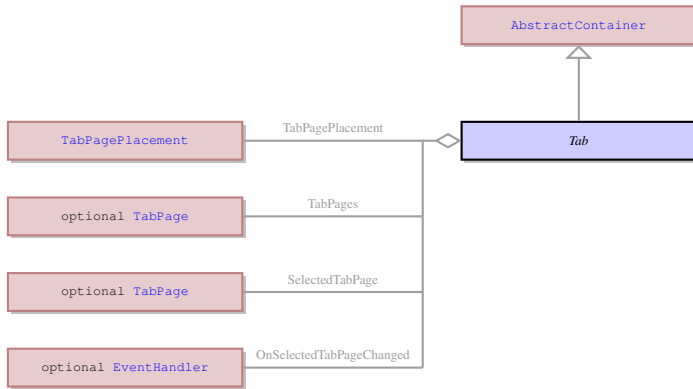 AbstractContainer
TabPagePlacement
TabPagePlacement
Tab
optional TabPage
TabPages
optional TabPage
SelectedTabPage
optional EventHandler
OnSelectedTabPageChanged